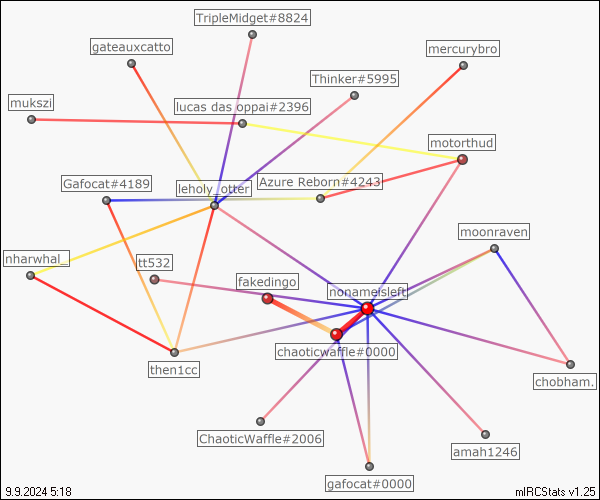 TripleMidget#8824
gateauxcatto
mercurybro
Thinker#5995
mukszi
lucas das oppai#2396
motorthud
Gafocat#4189
leholy_otter
Azure Reborn#4243
moonraven
nharwhal_
tt532
fakedingo
nonameisleft
chaoticwaffle#0000
then1cc
chobham.
ChaoticWaffle#2006
amah1246
gafocat#0000
9.9.2024 5:18
mIRCStats v1.25